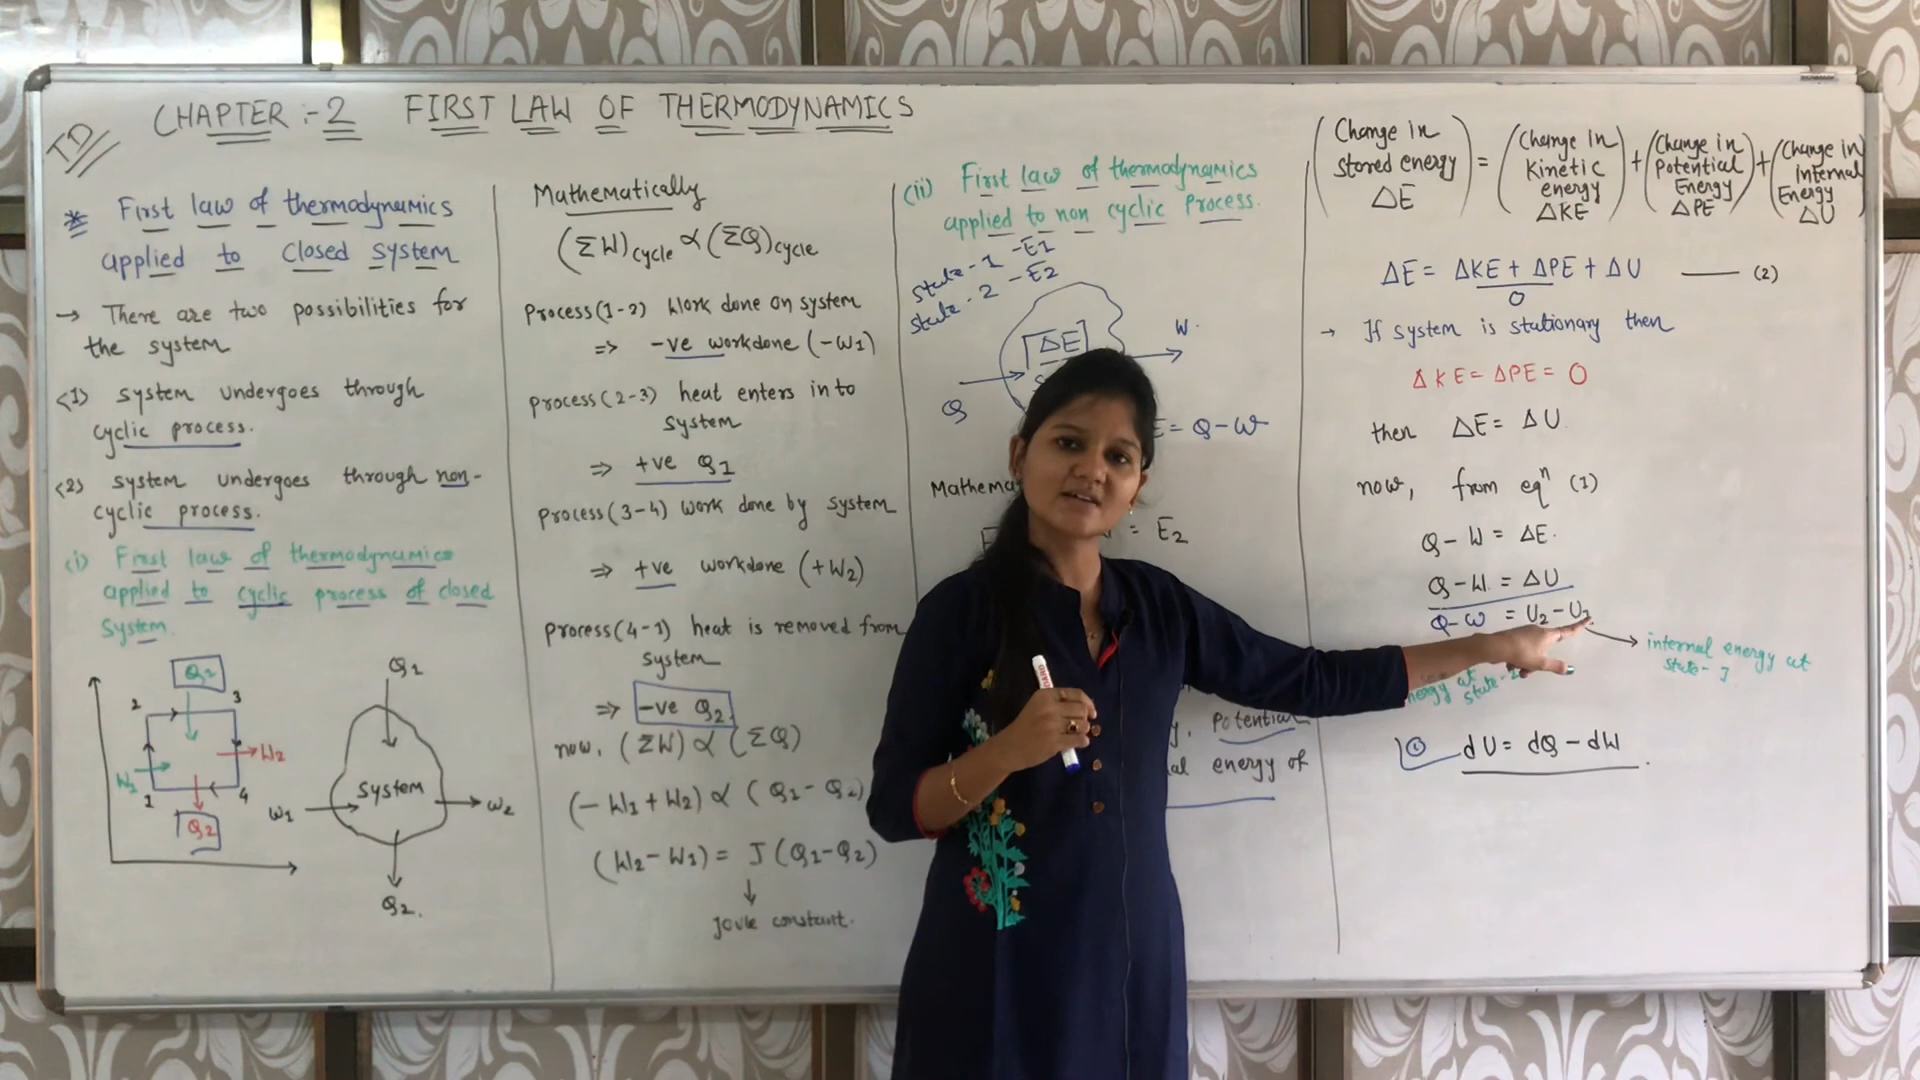 TD
CHAPTER :- 2 FIRST LAW OF THERMODYNAMICS
* First law of thermodynamics
applied to closed system
→ There are two possibilities for
the system
<1> system undergoes through
cyclic process.
<2> system undergoes through non-
cyclic process.
(i) First law of thermodynamics
applied to cyclic process of closed
system.
Q1
2 3
W1 W2
1 4
Q2
Q1
System
W1 W2
Q2.
Mathematically
(ΣW)cycle ∝ (ΣQ)cycle
Process(1-2) Work done on system
=> -ve workdone (-W1)
process(2-3) heat enters in to
system
=> +ve Q1
process(3-4) work done by system
=> +ve workdone (+W2)
process(4-1) heat is removed from
system
=> -ve Q2
now, (ΣW) ∝ (ΣQ)
(-W1+W2) ∝ (Q1-Q2)
(W2-W1) = J (Q1-Q2)
↓
Joule constant.
(ii) First law of thermodynamics
applied to non cyclic process.
state-1 -E1
state-2 -E2
ΔE
W
Q
= Q-W
= E2
Potential
energy of
(Change in stored energy ΔE) = (Change in Kinetic energy ΔKE) + (Change in Potential Energy ΔPE) + (Change in Internal Energy ΔU)
ΔE = ΔKE + ΔPE + ΔU —— (2)
0
→ If system is stationary then
ΔKE = ΔPE = 0
then ΔE = ΔU.
now, from eqⁿ (1)
Q - W = ΔE.
Q - W = ΔU
Q - W = U2 - U1
→ internal energy at
state-1
at
state-2
dU = dQ - dW